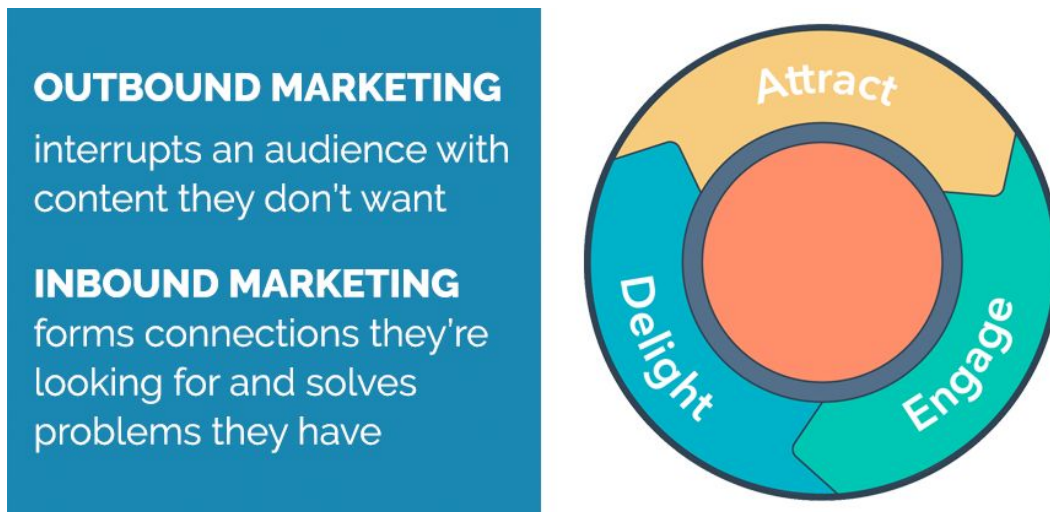 OUTBOUND MARKETING
interrupts an audience with
content they don't want
INBOUND MARKETING
forms connections they're
looking for and solves
problems they have
Attract
Engage
Delight